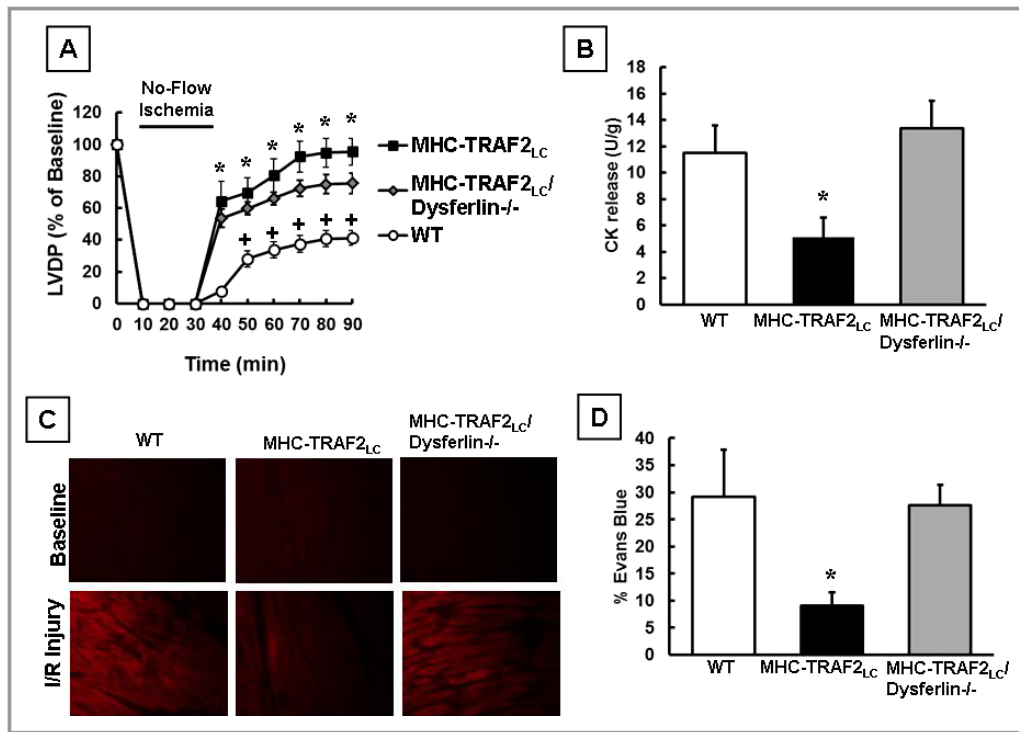 A
No-Flow
Ischemia
LVDP (% of Baseline)
120
100
80
60
40
20
0
* * * * * *
+ + + + +
0 10 20 30 40 50 60 70 80 90
Time (min)
MHC-TRAF2LC
MHC-TRAF2LC/
Dysferlin-/-
WT
B
CK release (U/g)
18
16
14
12
10
8
6
4
2
0
*
WT
MHC-TRAF2LC
MHC-TRAF2LC/
Dysferlin-/-
C
WT
MHC-TRAF2LC
MHC-TRAF2LC/
Dysferlin-/-
Baseline
I/R Injury
D
% Evans Blue
40
35
30
25
20
15
10
5
0
*
WT
MHC-TRAF2LC
MHC-TRAF2LC/
Dysferlin-/-